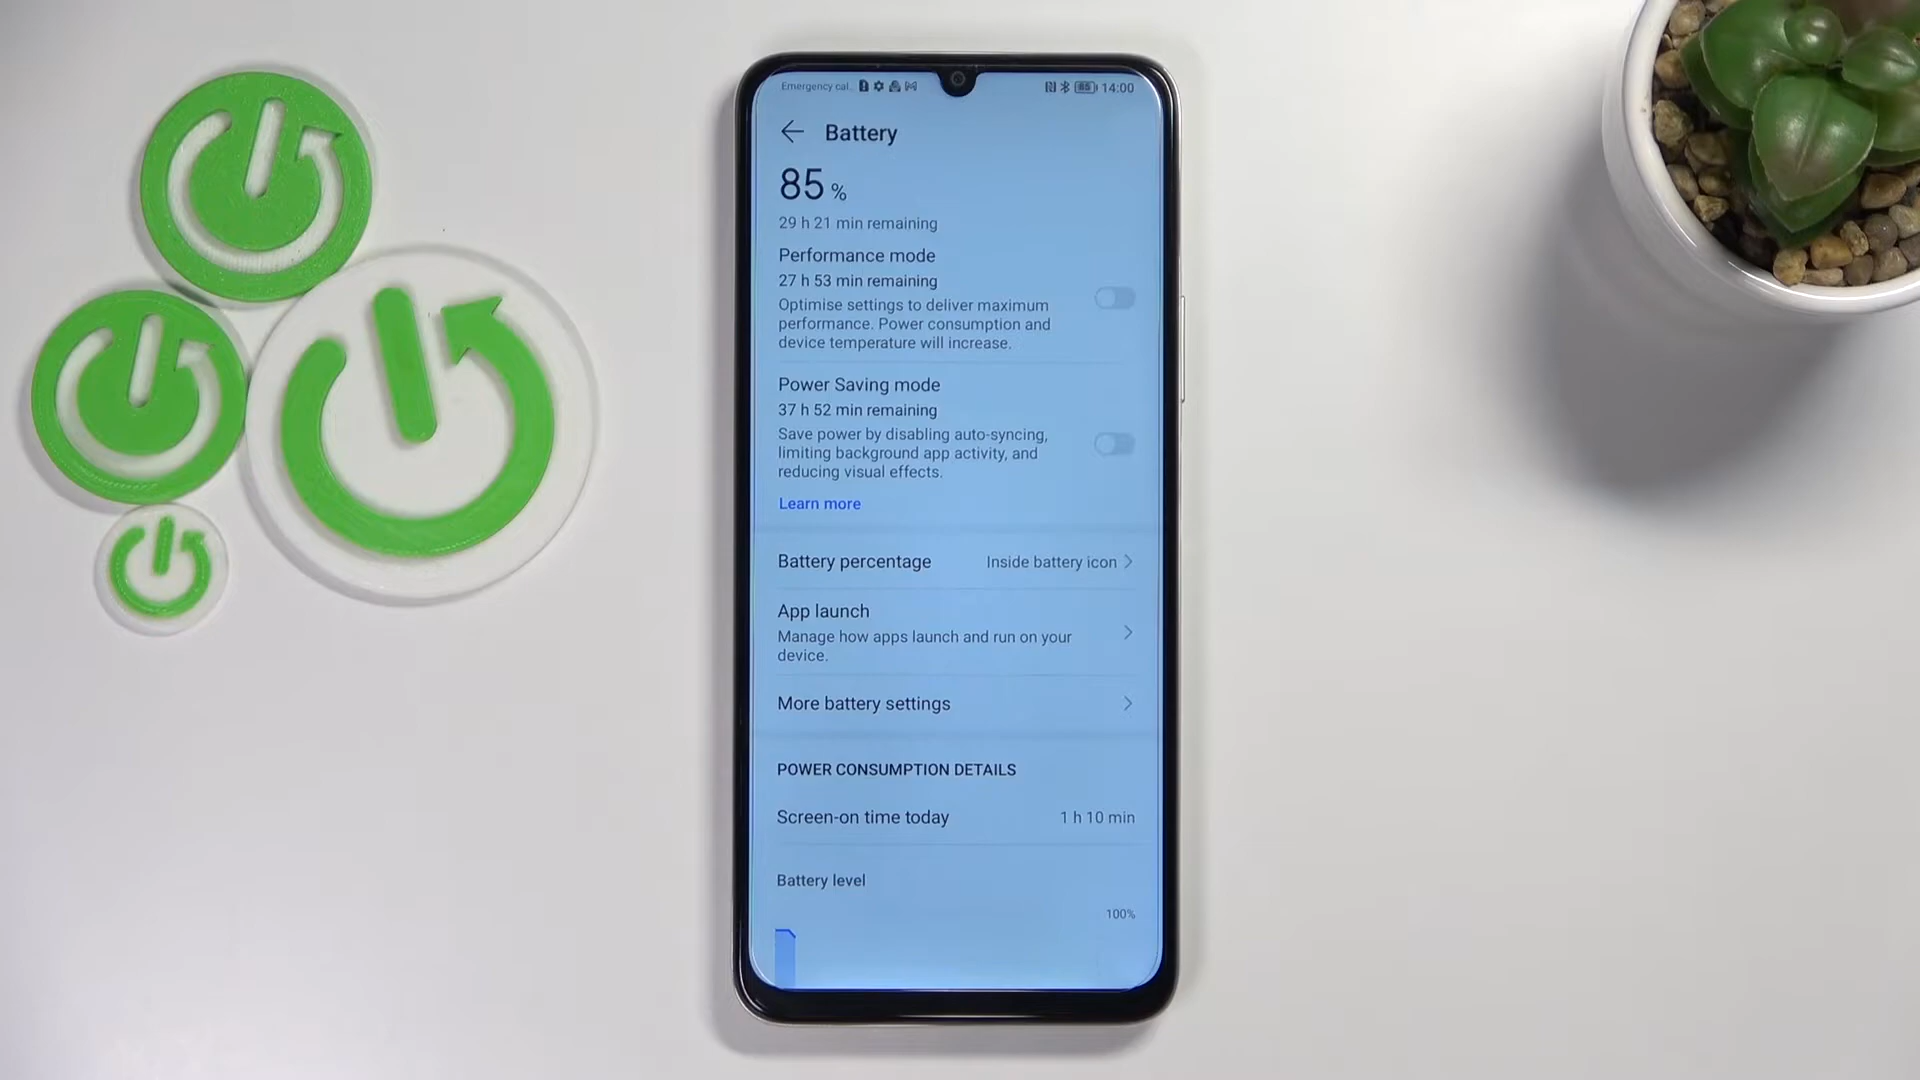 Emergency cal.. 85 14:00
Battery
85 %
29 h 21 min remaining
Performance mode
27 h 53 min remaining
Optimise settings to deliver maximum
performance. Power consumption and
device temperature will increase.
Power Saving mode
37 h 52 min remaining
Save power by disabling auto-syncing,
limiting background app activity, and
reducing visual effects.
Learn more
Battery percentage Inside battery icon
App launch
Manage how apps launch and run on your
device.
More battery settings
POWER CONSUMPTION DETAILS
Screen-on time today 1 h 10 min
Battery level
100%